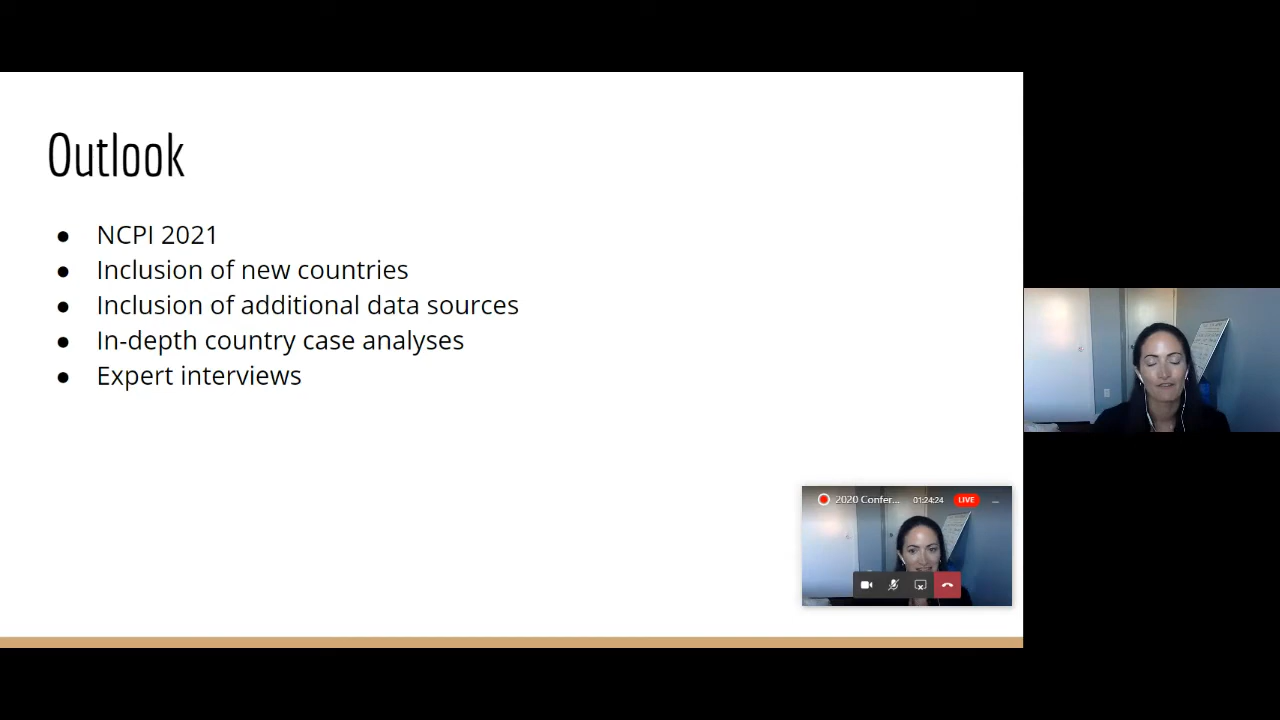 Outlook
● NCPI 2021
● Inclusion of new countries
● Inclusion of additional data sources
● In-depth country case analyses
● Expert interviews
2020 Confer... 01:24:24 LIVE